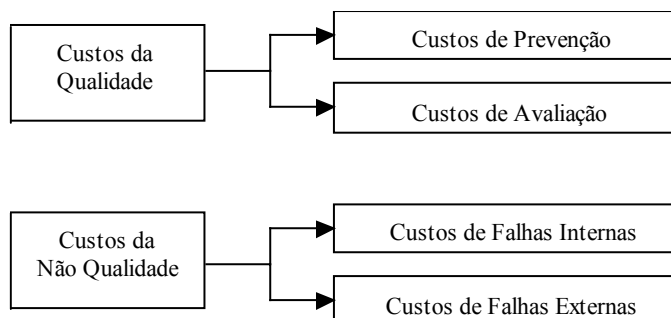 Custos da
Qualidade
Custos de Prevenção
Custos de Avaliação
Custos da
Não Qualidade
Custos de Falhas Internas
Custos de Falhas Externas